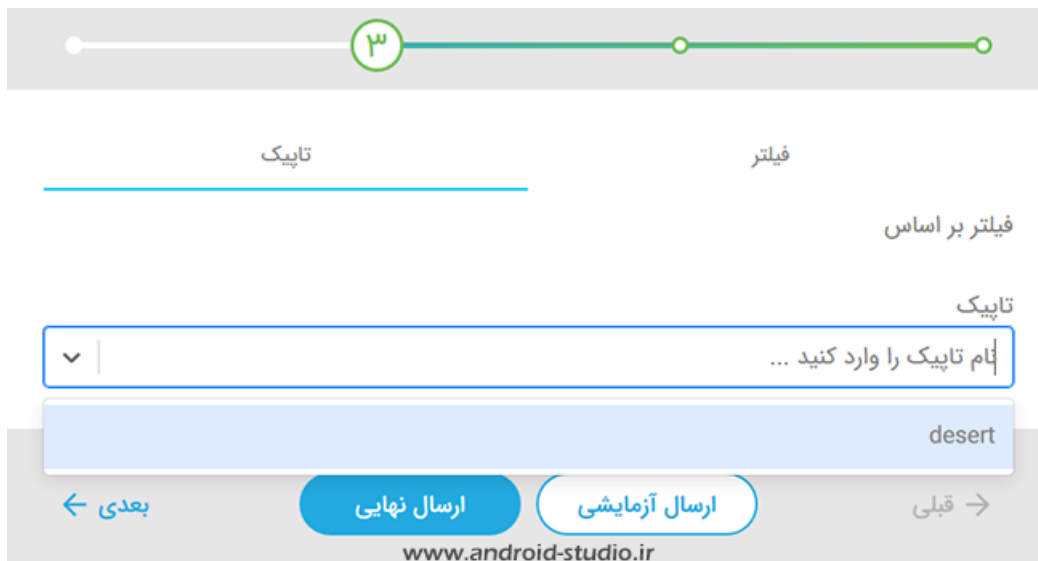 ۳
فیلتر
تاپیک
فیلتر بر اساس
تاپیک
نام تاپیک را وارد کنید ...
desert
→ قبلی
ارسال آزمایشی
ارسال نهایی
بعدی ←
www.android-studio.ir